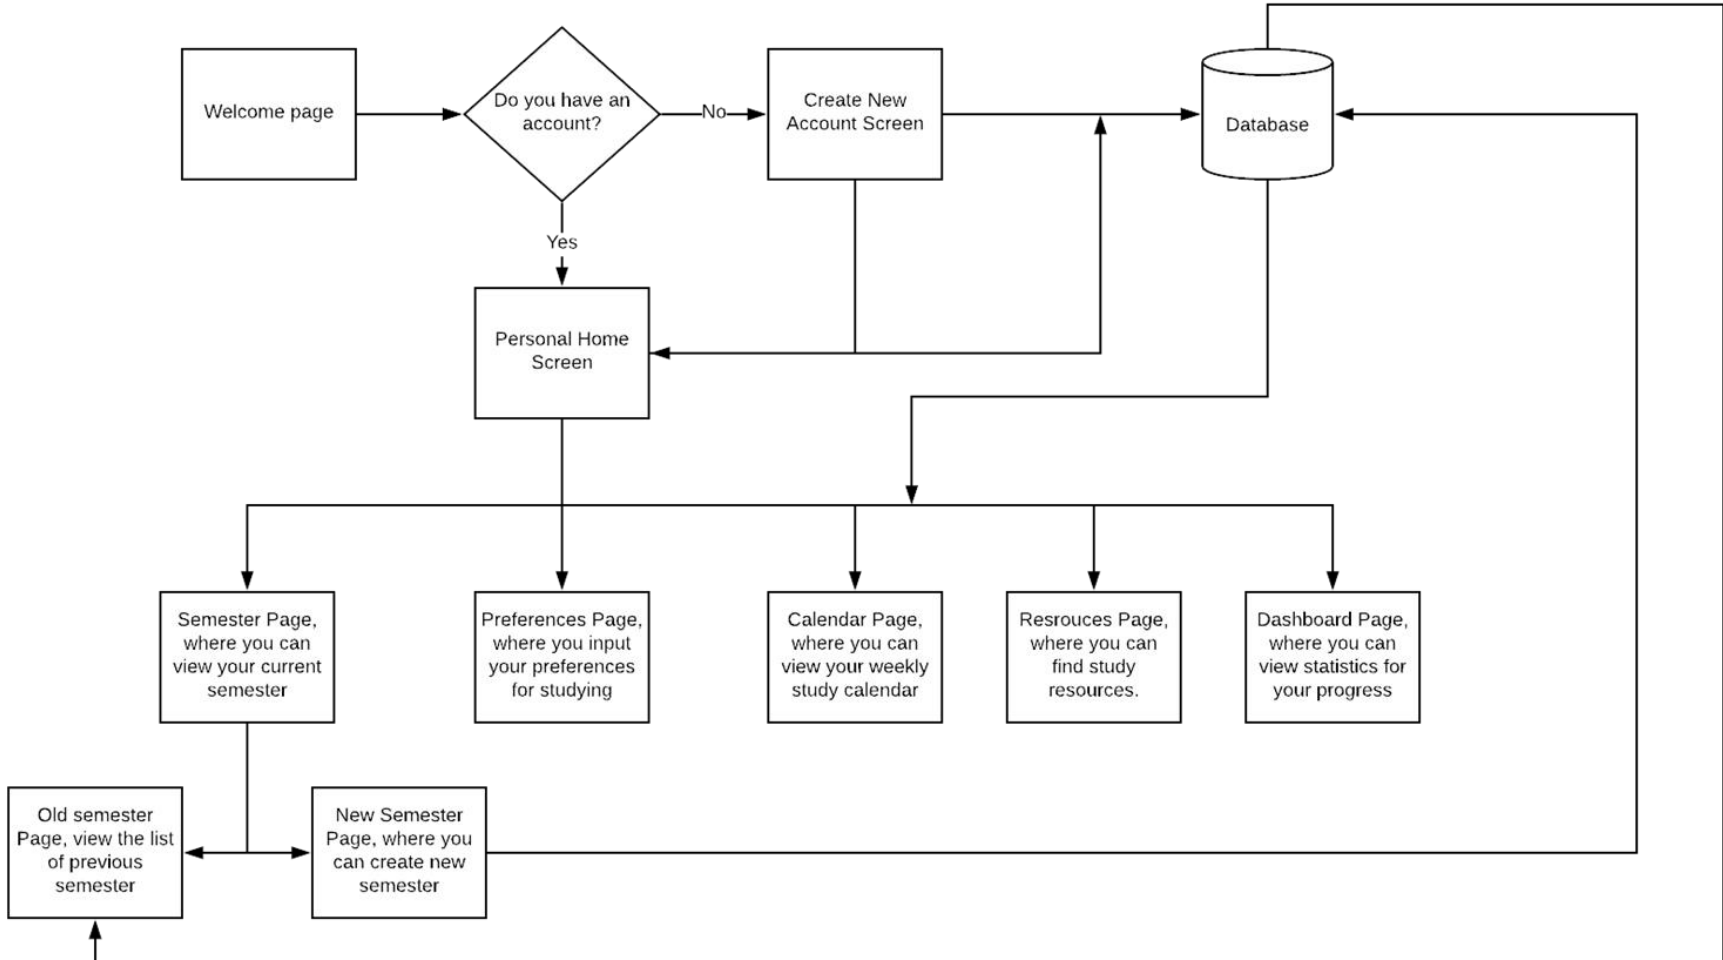 Welcome page
Do you have an
account?
No
Create New
Account Screen
Database
Yes
Personal Home
Screen
Semester Page,
where you can
view your current
semester
Preferences Page,
where you input
your preferences
for studying
Calendar Page,
where you can
view your weekly
study calendar
Resrouces Page,
where you can
find study
resources.
Dashboard Page,
where you can
view statistics for
your progress
Old semester
Page, view the list
of previous
semester
New Semester
Page, where you
can create new
semester